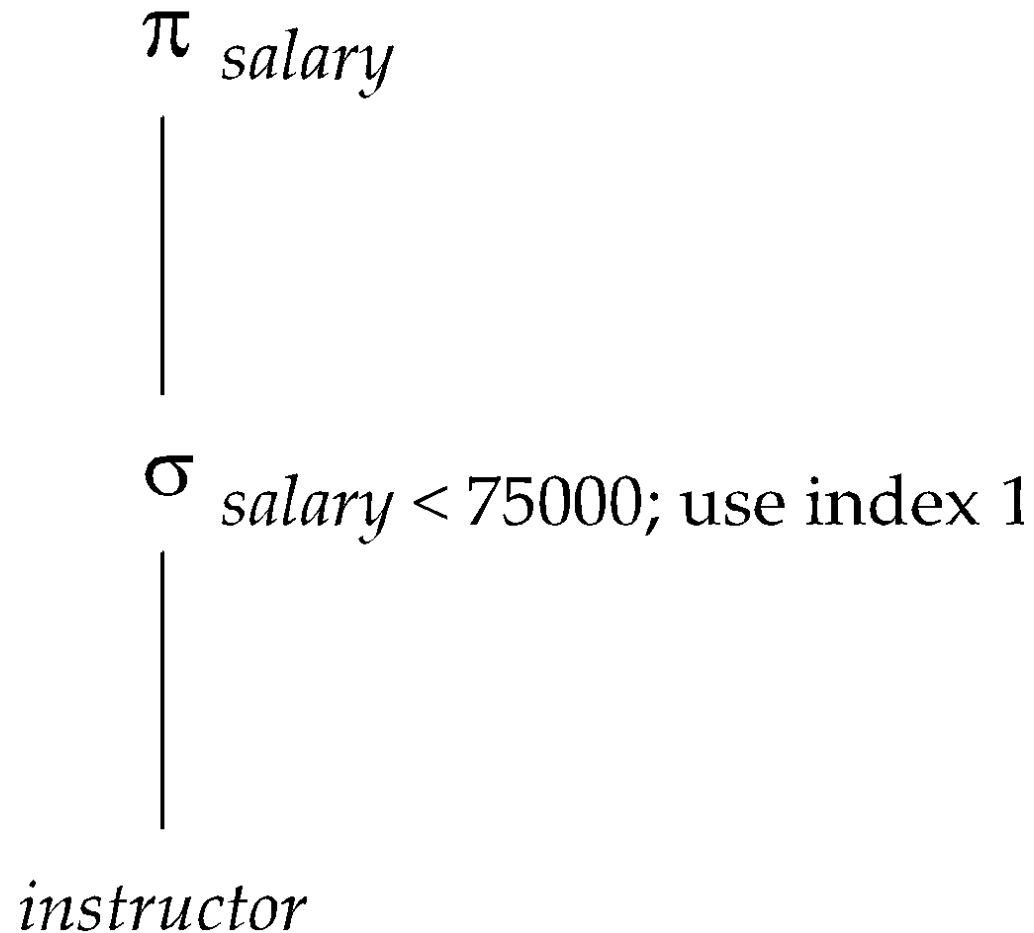 π salary
σ salary < 75000; use index 1
instructor